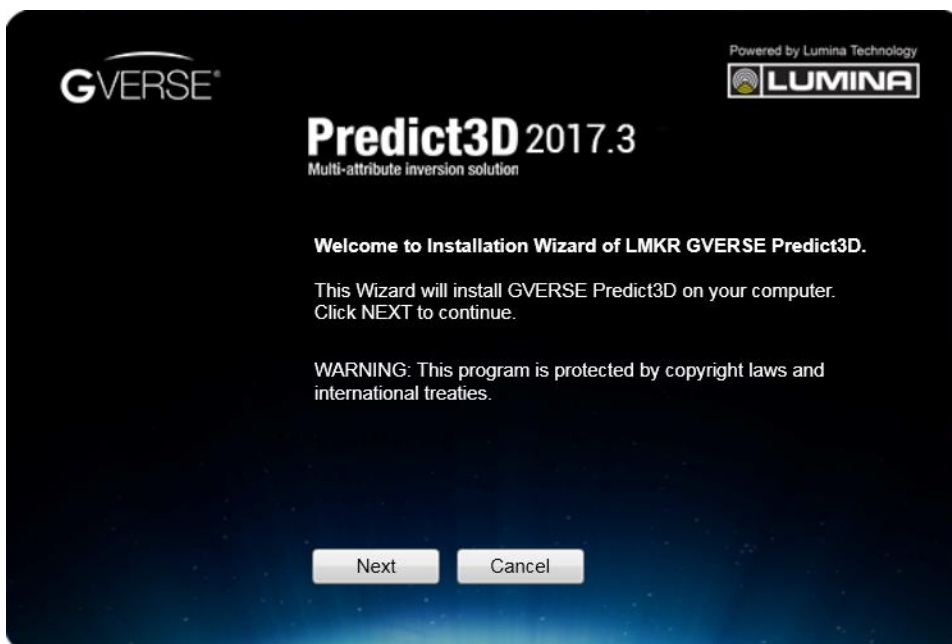 GVERSE®
Powered by Lumina Technology
LUMINA
Predict3D 2017.3
Multi-attribute inversion solution
Welcome to Installation Wizard of LMKR GVERSE Predict3D.
This Wizard will install GVERSE Predict3D on your computer.
Click NEXT to continue.
WARNING: This program is protected by copyright laws and
international treaties.
Next Cancel